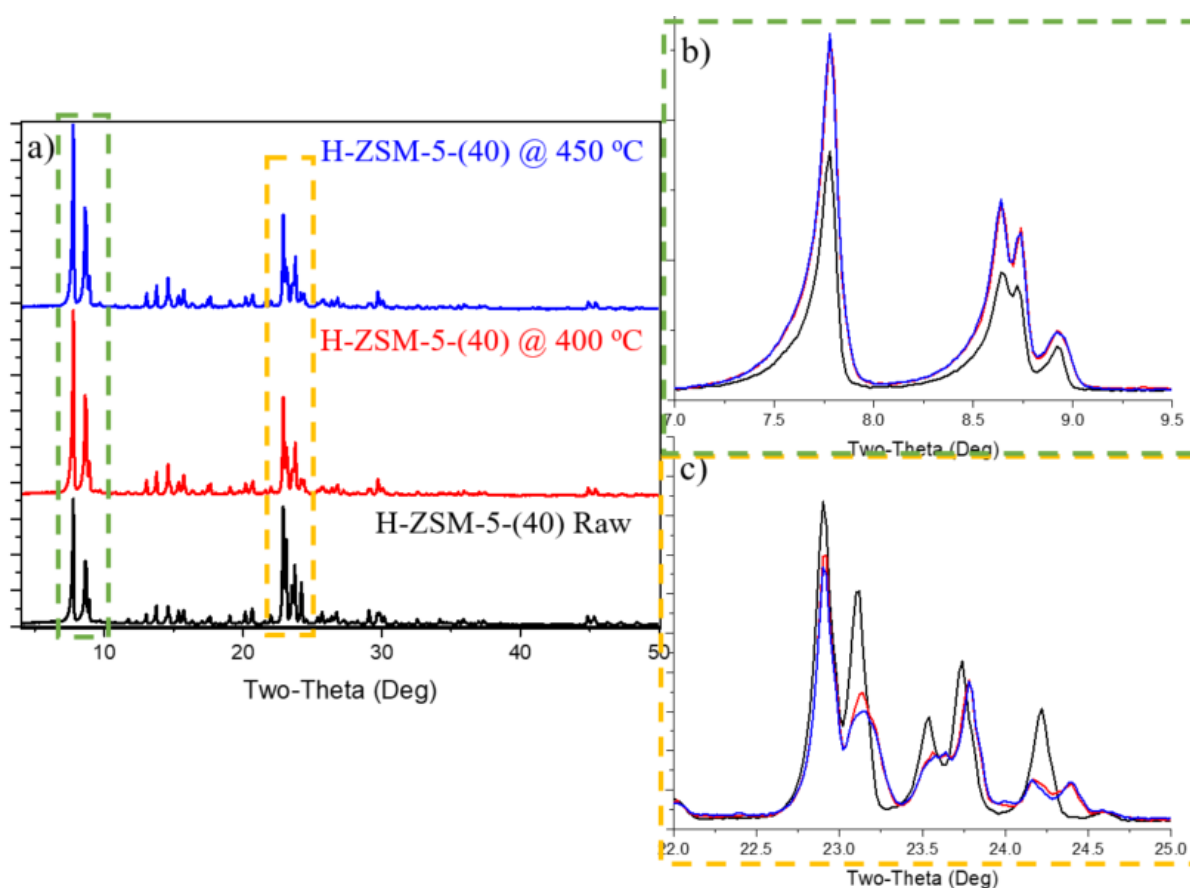 a)
H-ZSM-5-(40) @ 450 ºC
H-ZSM-5-(40) @ 400 ºC
H-ZSM-5-(40) Raw
10 20 30 40 50
Two-Theta (Deg)
b)
7.0 7.5 8.0 8.5 9.0 9.5
Two-Theta (Deg)
c)
22.0 22.5 23.0 23.5 24.0 24.5 25.0
Two-Theta (Deg)